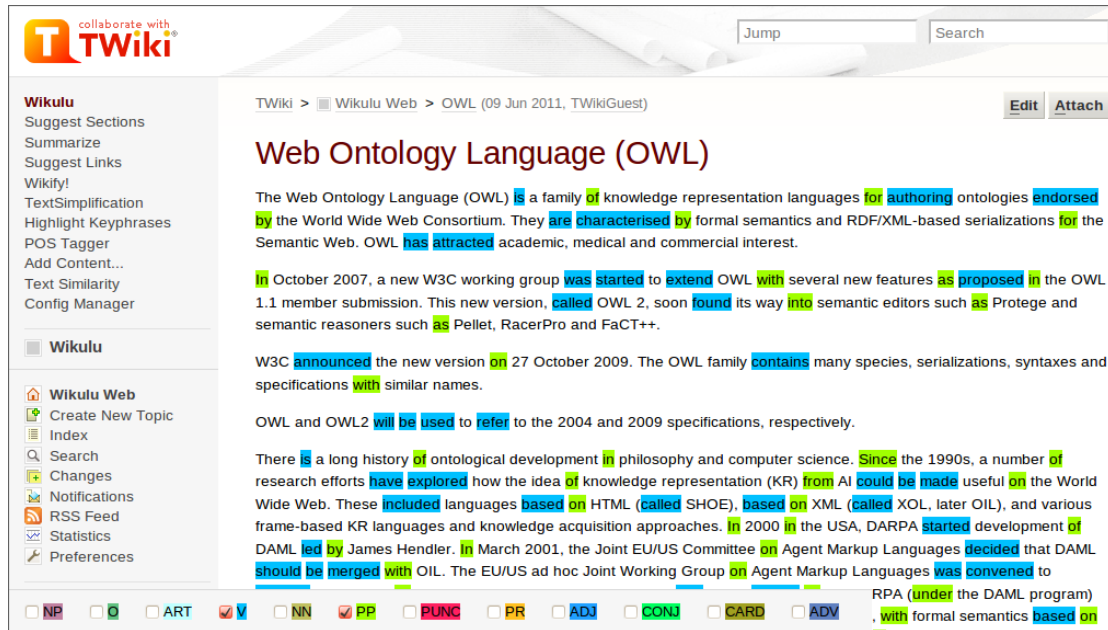 collaborate with
TWiki®
Jump
Search
Wikulu
Suggest Sections
Summarize
Suggest Links
Wikify!
TextSimplification
Highlight Keyphrases
POS Tagger
Add Content...
Text Similarity
Config Manager
Wikulu
Wikulu Web
Create New Topic
Index
Search
Changes
Notifications
RSS Feed
Statistics
Preferences
TWiki > Wikulu Web > OWL (09 Jun 2011, TWikiGuest)
Edit Attach
Web Ontology Language (OWL)
The Web Ontology Language (OWL) is a family of knowledge representation languages for authoring ontologies endorsed
by the World Wide Web Consortium. They are characterised by formal semantics and RDF/XML-based serializations for the
Semantic Web. OWL has attracted academic, medical and commercial interest.
In October 2007, a new W3C working group was started to extend OWL with several new features as proposed in the OWL
1.1 member submission. This new version, called OWL 2, soon found its way into semantic editors such as Protege and
semantic reasoners such as Pellet, RacerPro and FaCT++.
W3C announced the new version on 27 October 2009. The OWL family contains many species, serializations, syntaxes and
specifications with similar names.
OWL and OWL2 will be used to refer to the 2004 and 2009 specifications, respectively.
There is a long history of ontological development in philosophy and computer science. Since the 1990s, a number of
research efforts have explored how the idea of knowledge representation (KR) from AI could be made useful on the World
Wide Web. These included languages based on HTML (called SHOE), based on XML (called XOL, later OIL), and various
frame-based KR languages and knowledge acquisition approaches. In 2000 in the USA, DARPA started development of
DAML led by James Hendler. In March 2001, the Joint EU/US Committee on Agent Markup Languages decided that DAML
should be merged with OIL. The EU/US ad hoc Joint Working Group on Agent Markup Languages was convened to
RPA (under the DAML program)
, with formal semantics based on
NP O ART V NN PP PUNC PR ADJ CONJ CARD ADV